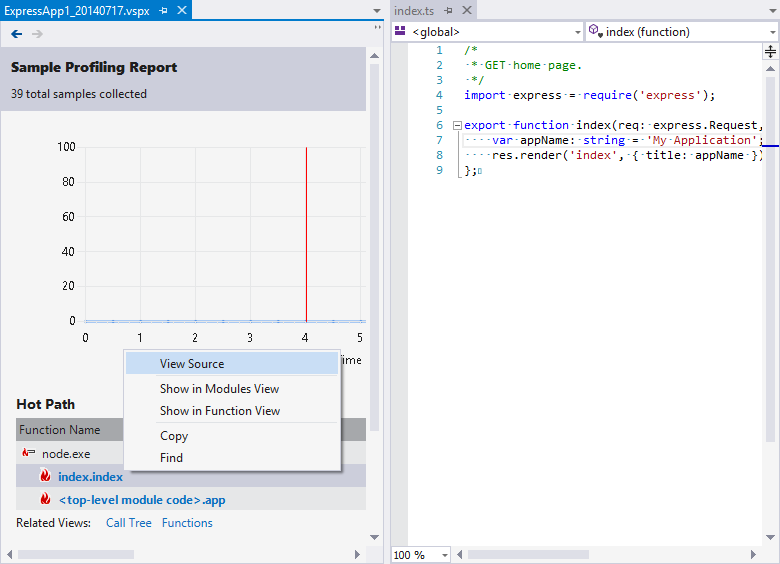 ExpressApp1_20140717.vspx
Sample Profiling Report
39 total samples collected
100
80
60
40
20
0
0 1 2 3 4 5
View Source
Show in Modules View
Show in Function View
Copy
Find
Hot Path
Function Name
node.exe
index.index
<top-level module code>.app
Related Views: Call Tree Functions
index.ts
<global> index (function)
1 /*
2 * GET home page.
3 */
4 import express = require('express');
5
6 export function index(req: express.Request,
7 var appName: string = 'My Application';
8 res.render('index', { title: appName })
9 };
100 %